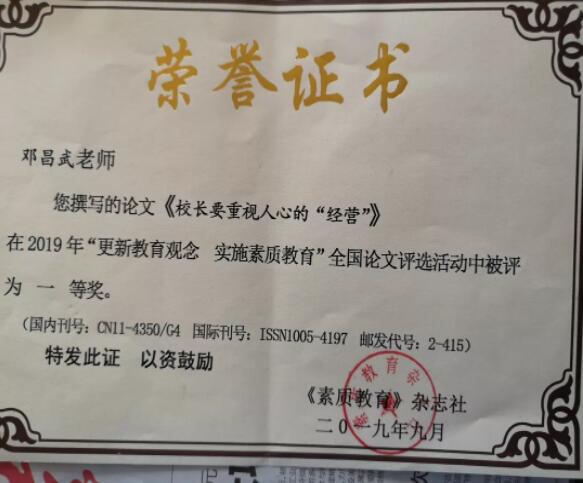 荣誉证书
邓昌武老师
您撰写的论文《校长要重视人心的“经营”》
在2019年“更新教育观念 实施素质教育”全国论文评选活动中被评
为 一 等奖。
(国内刊号: CN11-4350/G4 国际刊号: ISSN1005-4197 邮发代号: 2-415)
特发此证 以资鼓励
《素质教育》杂志社
二〇一九年九月